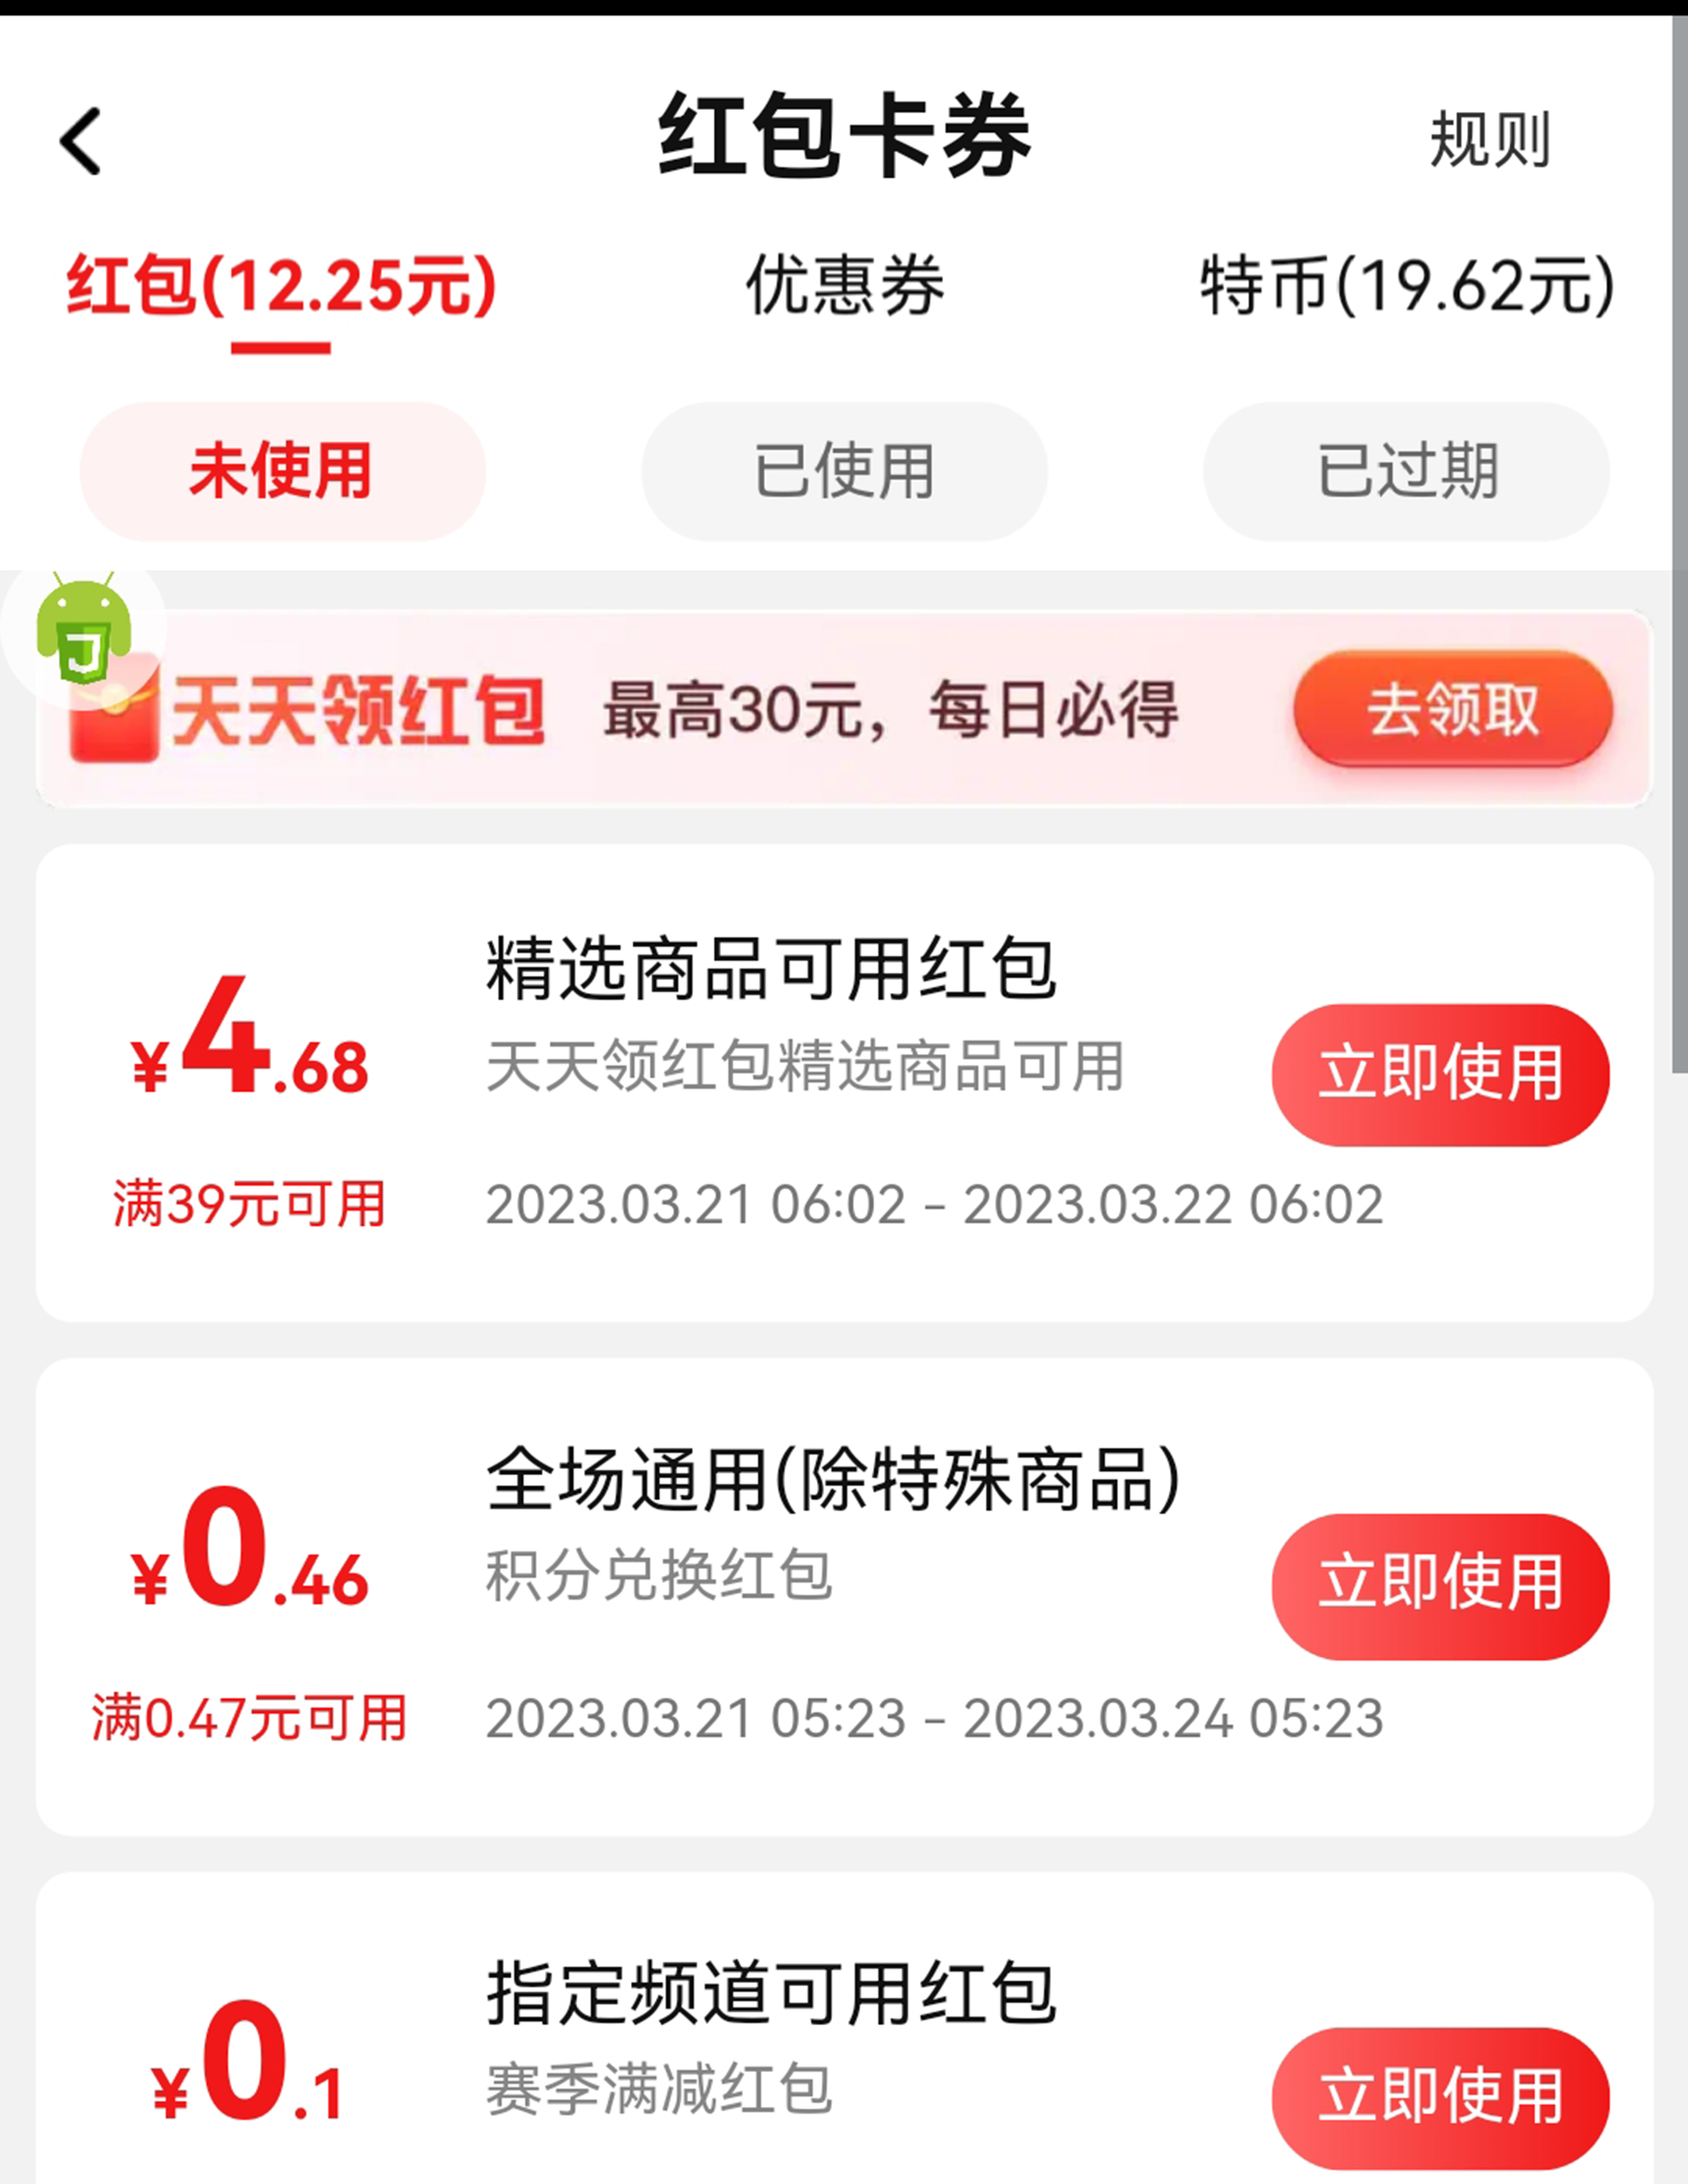 红包卡券
规则
红包(12.25元)
优惠券
特币(19.62元)
未使用
已使用
已过期
J
天天领红包
最高30元，每日必得
去领取
¥4.68
满39元可用
精选商品可用红包
天天领红包精选商品可用
2023.03.21 06:02 - 2023.03.22 06:02
立即使用
¥0.46
满0.47元可用
全场通用(除特殊商品)
积分兑换红包
2023.03.21 05:23 - 2023.03.24 05:23
立即使用
¥0.1
指定频道可用红包
赛季满减红包
立即使用